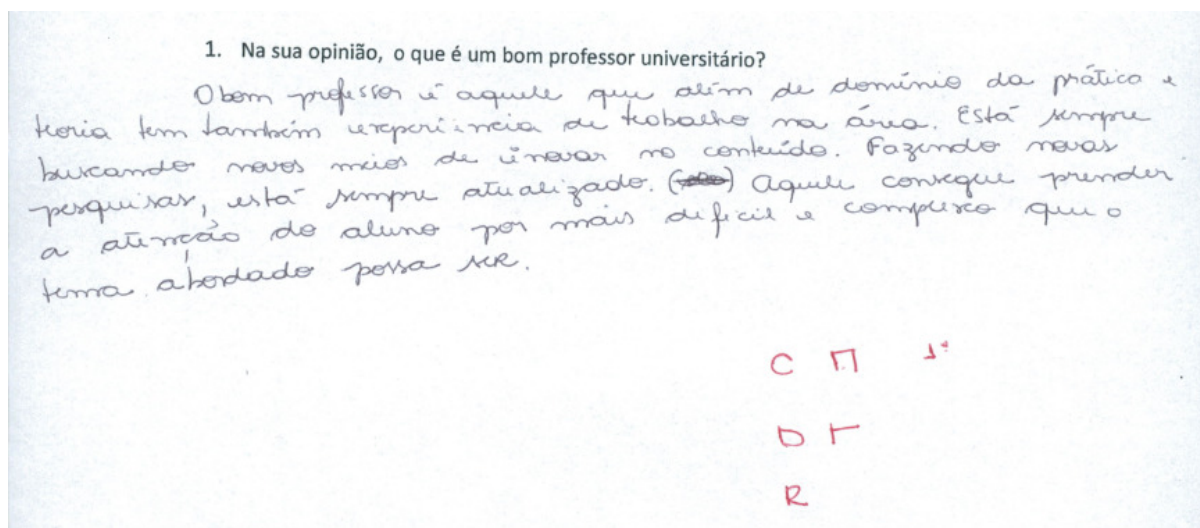 1. Na sua opinião, o que é um bom professor universitário?
O bom professor é aquele que além de domínio da prática e
teoria tem também experiência de trabalho na área. Está sempre
buscando novos meios de inovar no conteúdo. Fazendo novas
pesquisas, está sempre atualizado. () Aquele consegue prender
a atenção do aluno por mais dificil e complexo que o
tema abordado possa ser.
C 1ª
D
R